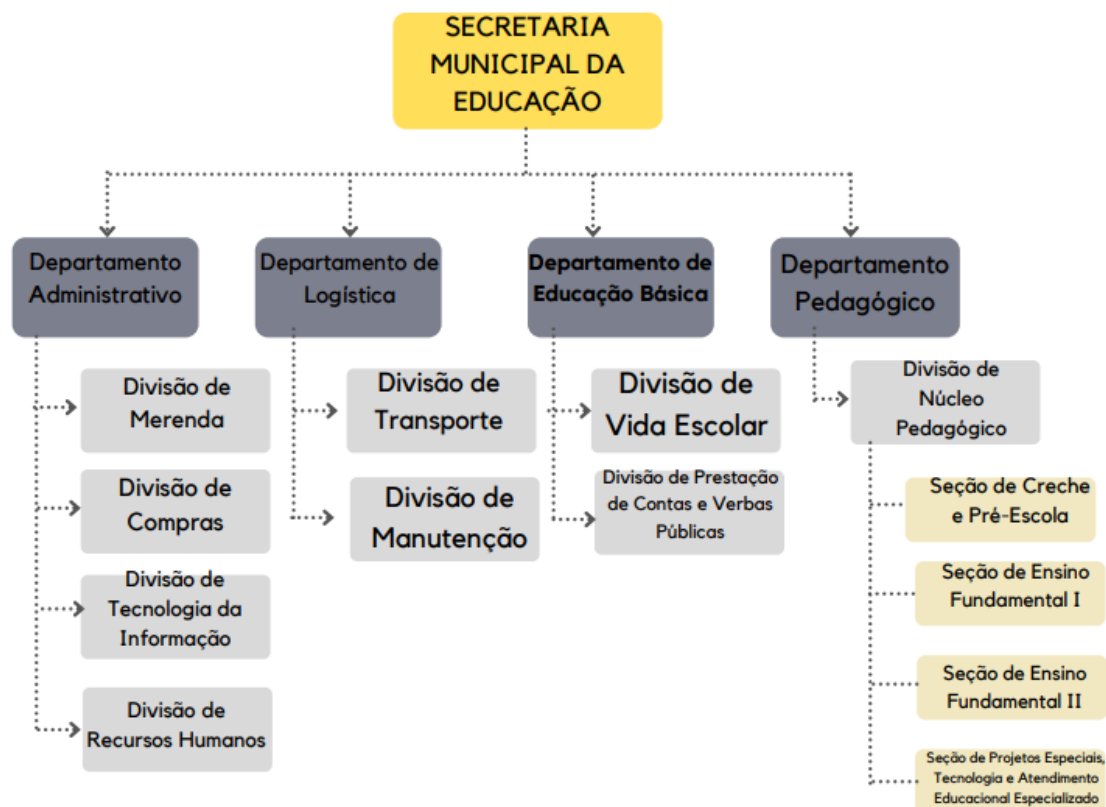 SECRETARIA
MUNICIPAL DA
EDUCAÇÃO
Departamento
Administrativo
Departamento de
Logística
Departamento de
Educação Básica
Departamento
Pedagógico
Divisão de
Merenda
Divisão de
Compras
Divisão de
Tecnologia da
Informação
Divisão de
Recursos Humanos
Divisão de
Transporte
Divisão de
Manutenção
Divisão de
Vida Escolar
Divisão de Prestação
de Contas e Verbas
Públicas
Divisão de
Núcleo
Pedagógico
Seção de Creche
e Pré-Escola
Seção de Ensino
Fundamental I
Seção de Ensino
Fundamental II
Seção de Projetos Especiais,
Tecnologia e Atendimento
Educacional Especializado